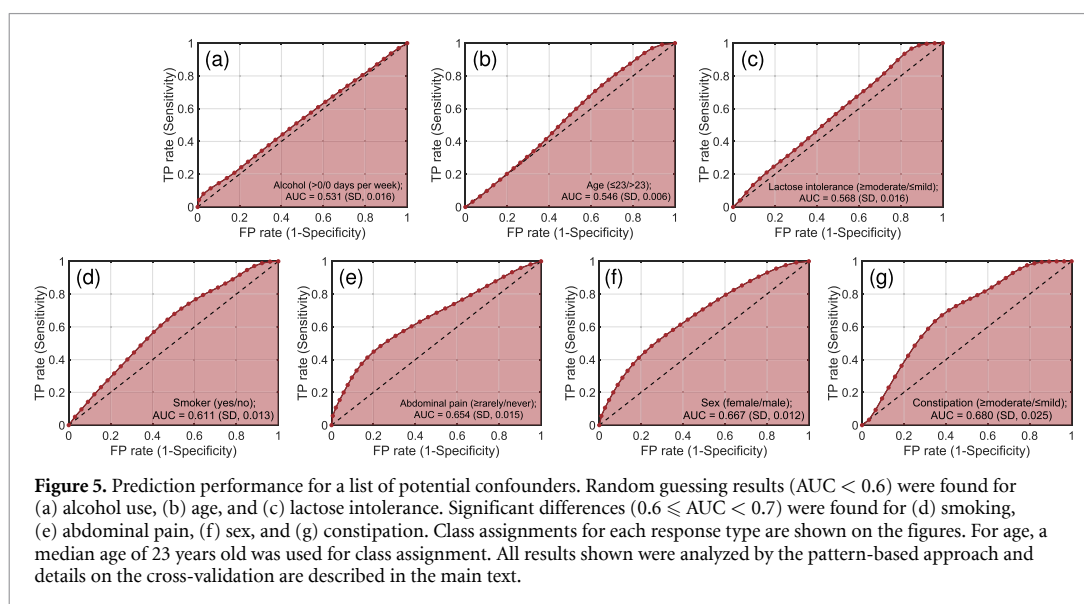 (a)
1
0.8
0.6
0.4
0.2
0
TP rate (Sensitivity)
Alcohol (>0/0 days per week);
AUC = 0.531 (SD, 0.016)
0 0.2 0.4 0.6 0.8 1
FP rate (1-Specificity)
(b)
1
0.8
0.6
0.4
0.2
0
TP rate (Sensitivity)
Age (≤23/>23);
AUC = 0.546 (SD, 0.006)
0 0.2 0.4 0.6 0.8 1
FP rate (1-Specificity)
(c)
1
0.8
0.6
0.4
0.2
0
TP rate (Sensitivity)
Lactose intolerance (≥moderate/≤mild);
AUC = 0.568 (SD, 0.016)
0 0.2 0.4 0.6 0.8 1
FP rate (1-Specificity)
(d)
1
0.8
0.6
0.4
0.2
0
TP rate (Sensitivity)
Smoker (yes/no);
AUC = 0.611 (SD, 0.013)
0 0.2 0.4 0.6 0.8 1
FP rate (1-Specificity)
(e)
1
0.8
0.6
0.4
0.2
0
TP rate (Sensitivity)
Abdominal pain (≥rarely/never);
AUC = 0.654 (SD, 0.015)
0 0.2 0.4 0.6 0.8 1
FP rate (1-Specificity)
(f)
1
0.8
0.6
0.4
0.2
0
TP rate (Sensitivity)
Sex (female/male);
AUC = 0.667 (SD, 0.012)
0 0.2 0.4 0.6 0.8 1
FP rate (1-Specificity)
(g)
1
0.8
0.6
0.4
0.2
0
TP rate (Sensitivity)
Constipation (≥moderate/≤mild);
AUC = 0.680 (SD, 0.025)
0 0.2 0.4 0.6 0.8 1
FP rate (1-Specificity)
Figure 5. Prediction performance for a list of potential confounders. Random guessing results (AUC < 0.6) were found for
(a) alcohol use, (b) age, and (c) lactose intolerance. Significant differences (0.6 ⩽ AUC < 0.7) were found for (d) smoking,
(e) abdominal pain, (f) sex, and (g) constipation. Class assignments for each response type are shown on the figures. For age, a
median age of 23 years old was used for class assignment. All results shown were analyzed by the pattern-based approach and
details on the cross-validation are described in the main text.